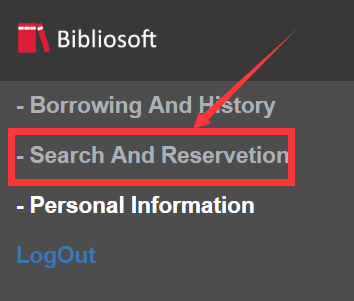 Bibliosoft
- Borrowing And History
- Search And Reservetion
- Personal Information
LogOut